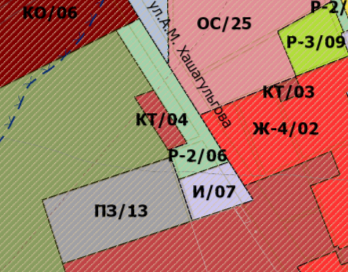 КО/06
ул.А.М. Хашагульгова
ОС/25
Р-2/
Р-3/09
КТ/03
КТ/04
Ж-4/02
Р-2/06
И/07
ПЗ/13